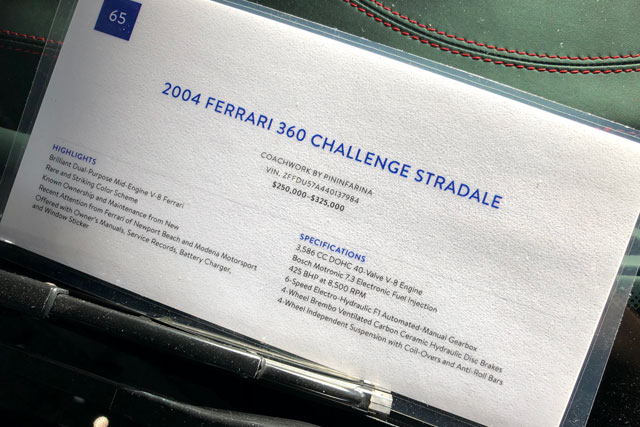 65
2004 FERRARI 360 CHALLENGE STRADALE
COACHWORK BY PININFARINA
VIN. ZFFDU57A440137984
$250,000–$325,000
HIGHLIGHTS
Brilliant Dual-Purpose Mid-Engine V-8 Ferrari
Rare and Striking Color Scheme
Known Ownership and Maintenance from New
Recent Attention from Ferrari of Newport Beach and Modena Motorsport
Offered with Owner's Manuals, Service Records, Battery Charger,
and Window Sticker
SPECIFICATIONS
3,586 CC DOHC 40-Valve V-8 Engine
Bosch Motronic 7.3 Electronic Fuel Injection
425 BHP at 8,500 RPM
6-Speed Electro-Hydraulic F1 Automated-Manual Gearbox
4-Wheel Brembo Ventilated Carbon Ceramic Hydraulic Disc Brakes
4-Wheel Independent Suspension with Coil-Overs and Anti-Roll Bars